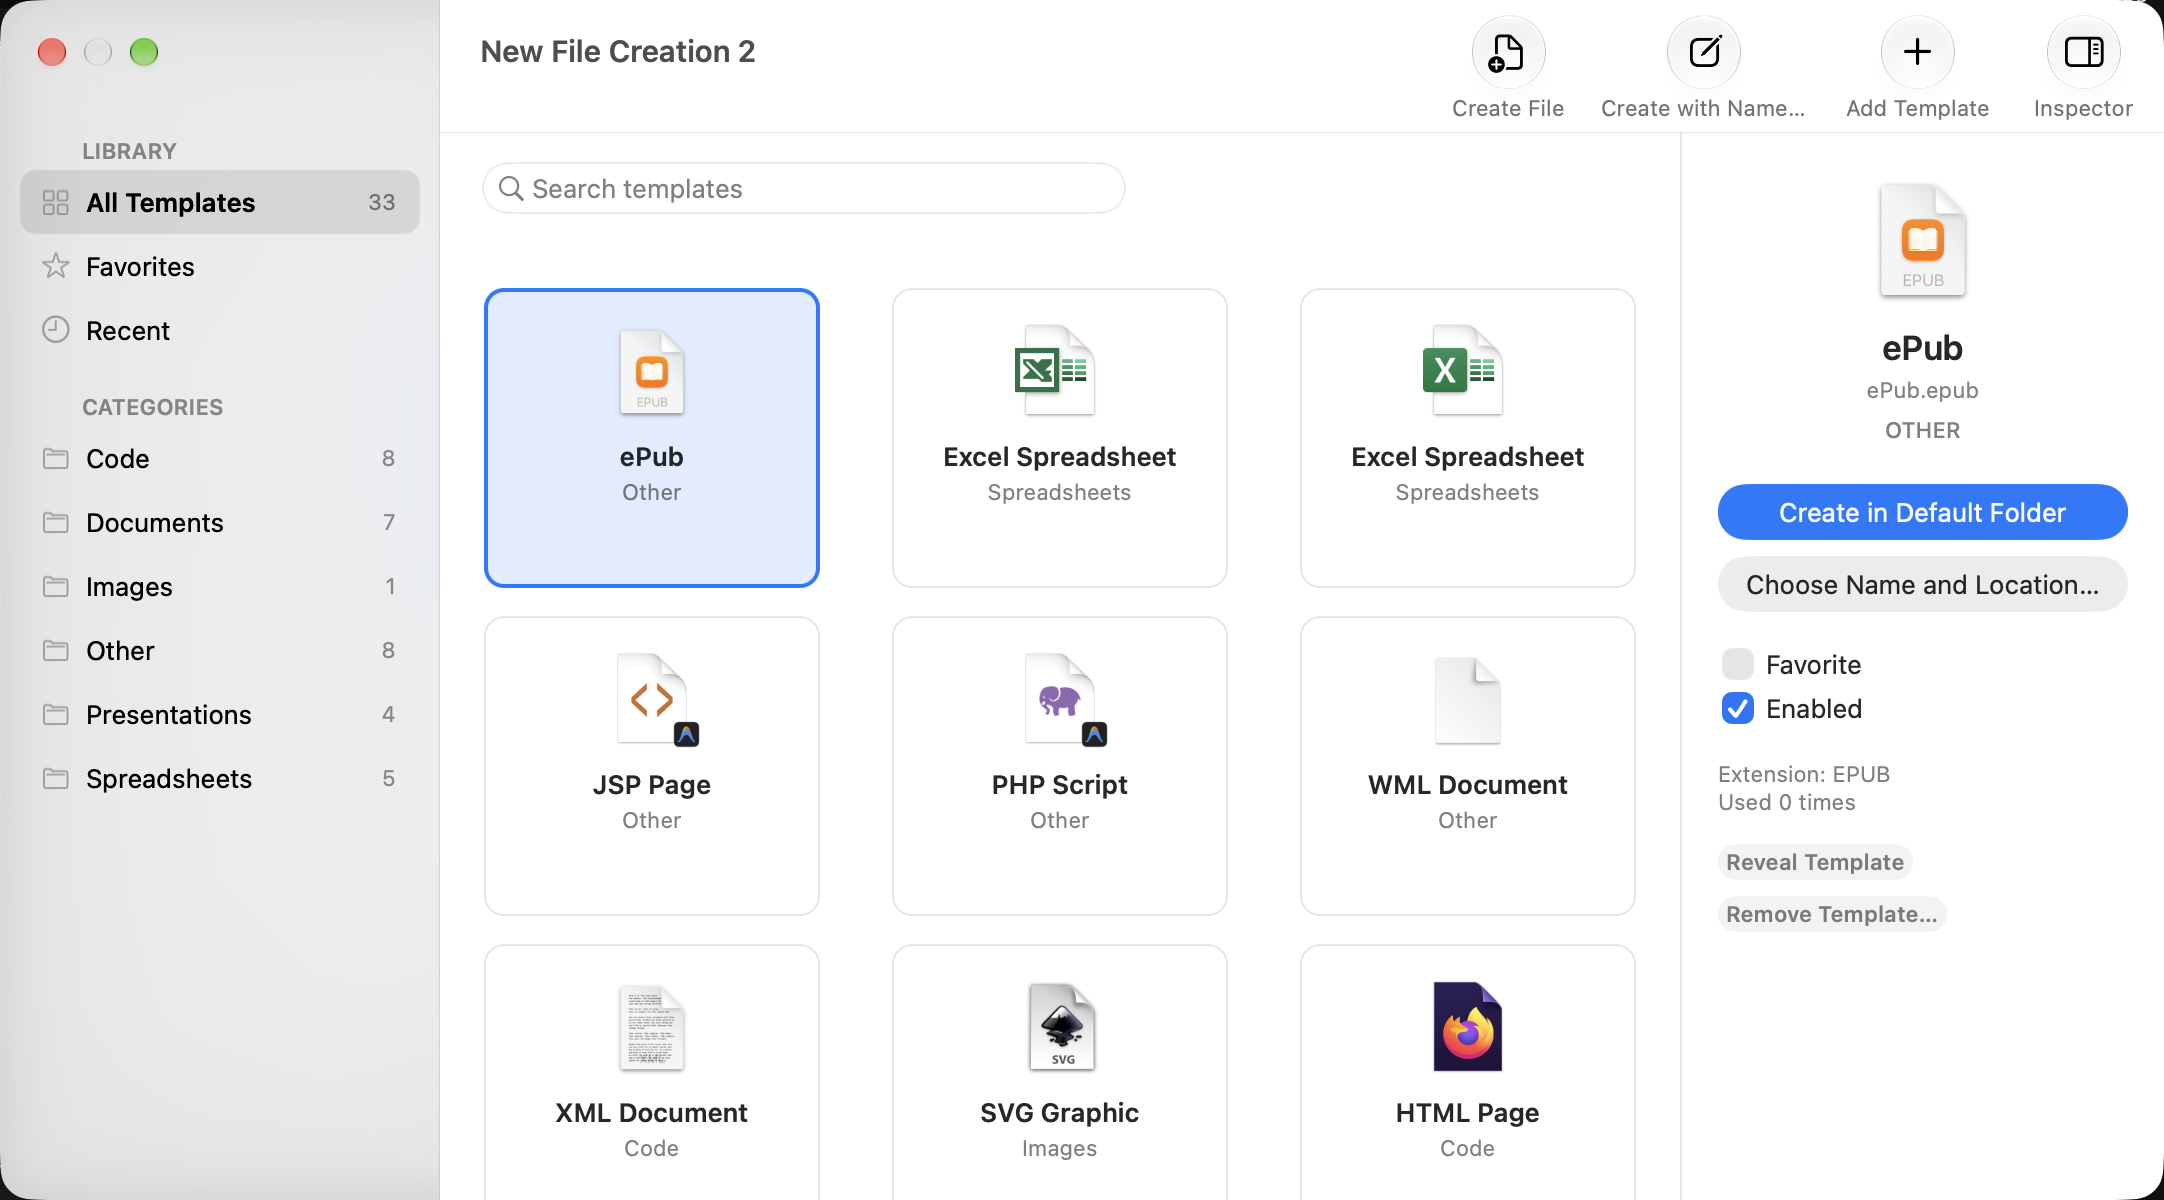 New File Creation 2
Create File
Create with Name...
Add Template
Inspector
LIBRARY
All Templates 33
Favorites
Recent
CATEGORIES
Code 8
Documents 7
Images 1
Other 8
Presentations 4
Spreadsheets 5
Search templates
EPUB
ePub
Other
Excel Spreadsheet
Spreadsheets
X
Excel Spreadsheet
Spreadsheets
JSP Page
Other
PHP Script
Other
WML Document
Other
XML Document
Code
SVG
SVG Graphic
Images
HTML Page
Code
EPUB
ePub
ePub.epub
OTHER
Create in Default Folder
Choose Name and Location...
Favorite
Enabled
Extension: EPUB
Used 0 times
Reveal Template
Remove Template...